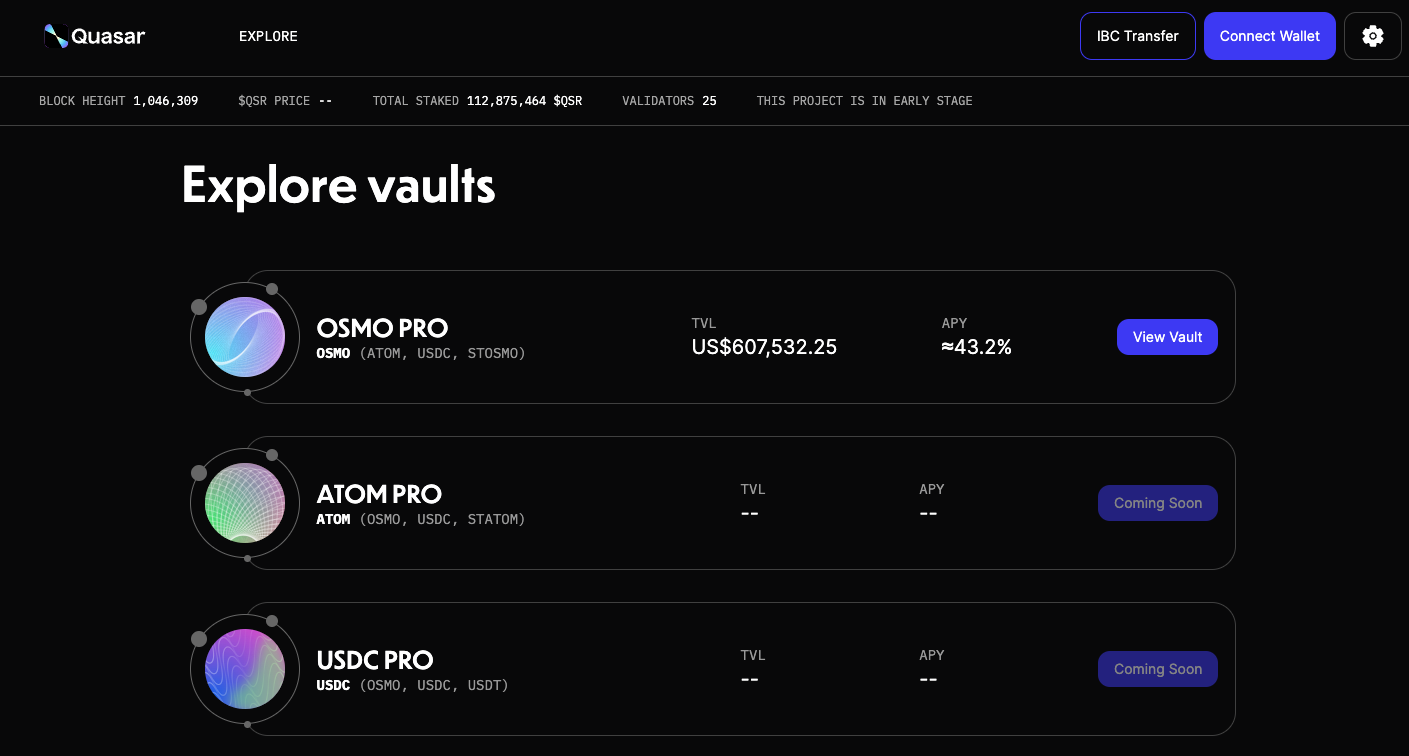 Quasar
EXPLORE
IBC Transfer
Connect Wallet
BLOCK HEIGHT 1,046,309
$QSR PRICE --
TOTAL STAKED 112,875,464 $QSR
VALIDATORS 25
THIS PROJECT IS IN EARLY STAGE
Explore vaults
OSMO PRO
OSMO (ATOM, USDC, STOSMO)
TVL
US$607,532.25
APY
≈43.2%
View Vault
ATOM PRO
ATOM (OSMO, USDC, STATOM)
TVL
--
APY
--
Coming Soon
USDC PRO
USDC (OSMO, USDC, USDT)
TVL
--
APY
--
Coming Soon